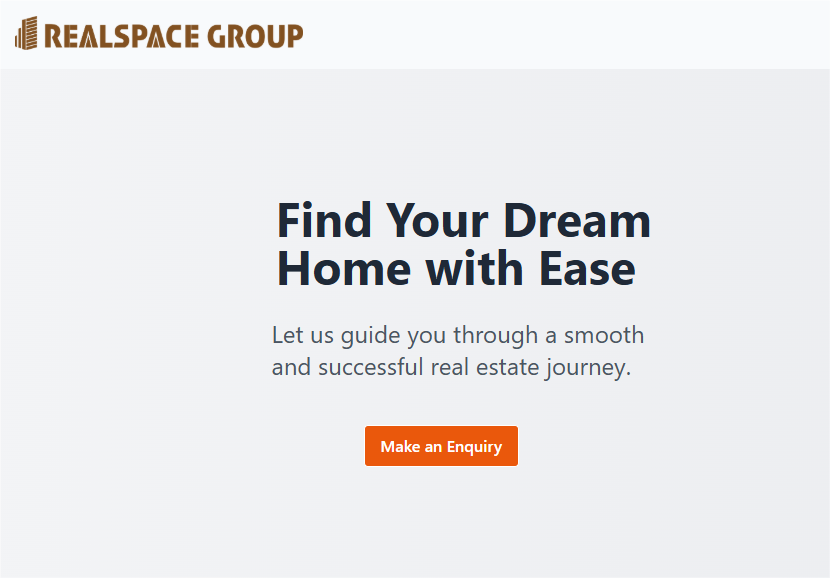 REALSPACE GROUP
Find Your Dream
Home with Ease
Let us guide you through a smooth
and successful real estate journey.
Make an Enquiry